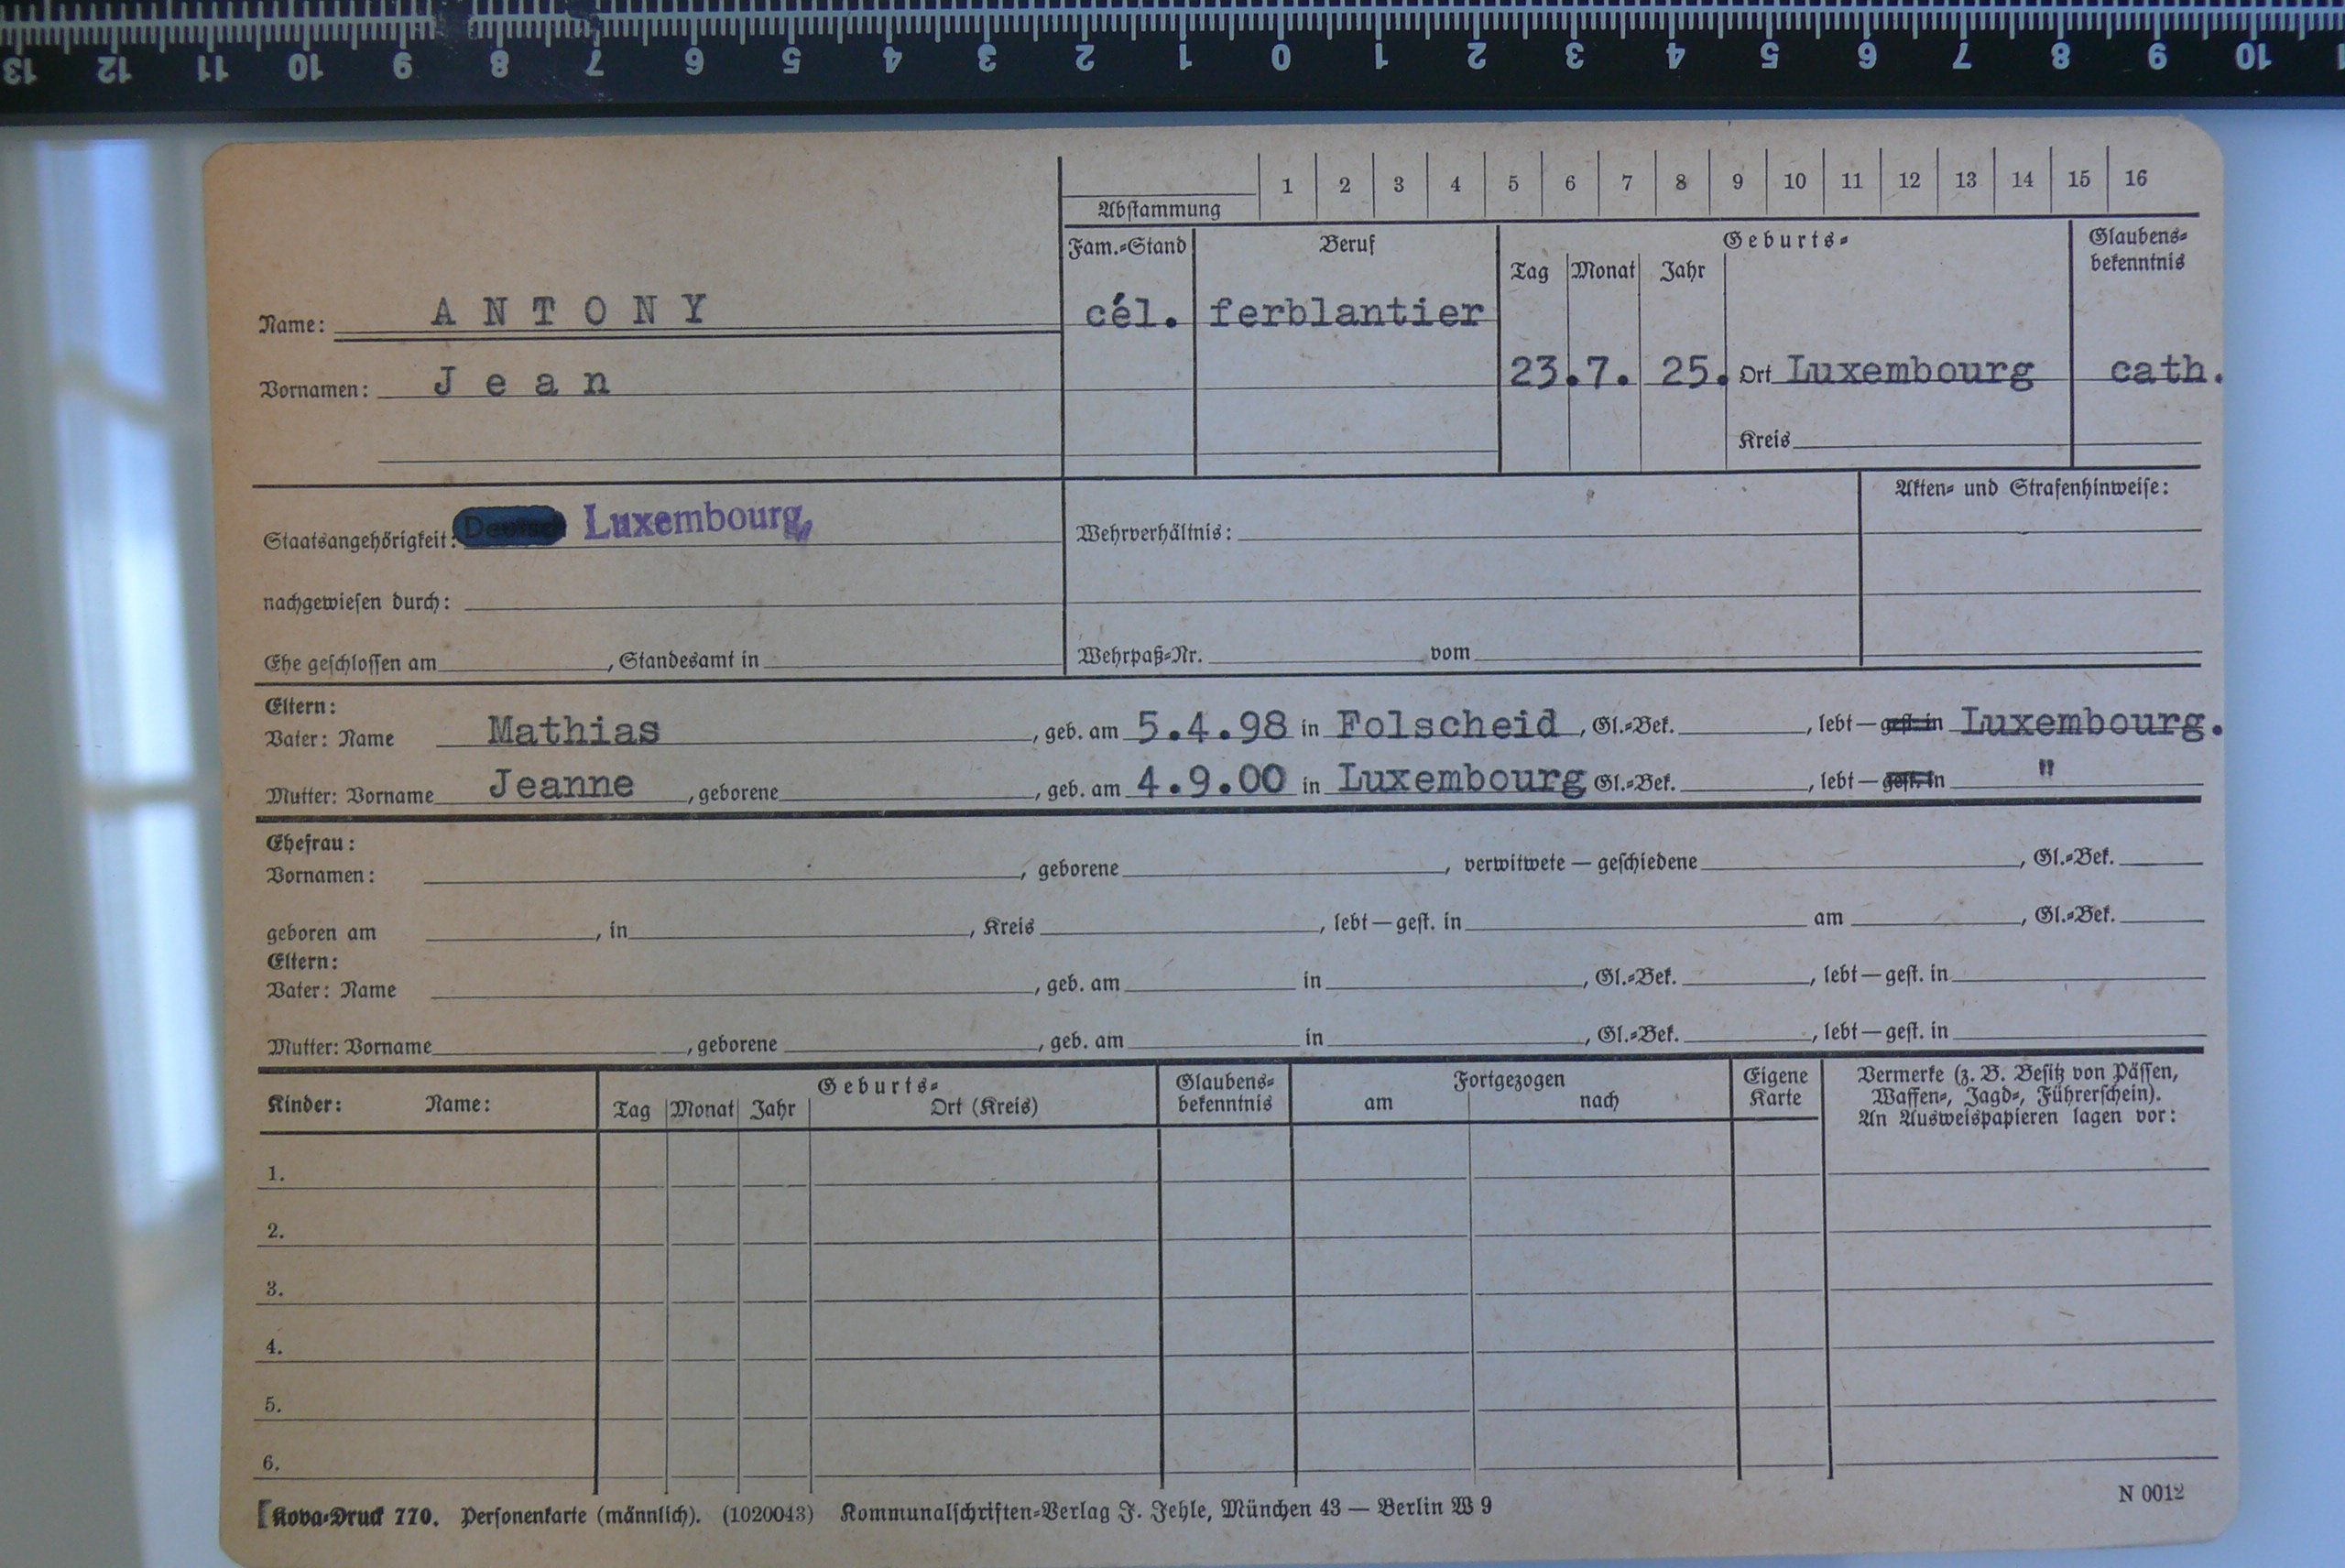 13 12 11 10 9 8 7 6 5 4 3 2 1 0 1 2 3 4 5 6 7 8 9 10
1 2 3 4 5 6 7 8 9 10 11 12 13 14 15 16
Abstammung
Fam.-Stand Beruf Geburts- Glaubens-
bekenntnis
Tag Monat Jahr
Name: ANTONY cél. ferblantier
Vornamen: Jean 23. 7. 25. Ort Luxembourg cath.
Kreis
Staatsangehörigkeit: Deutsch Luxembourg Wehrverhältnis: Akten- und Strafenhinweise:
nachgewiesen durch:
Ehe geschlossen am , Standesamt in Wehrpaß-Nr. vom
Eltern:
Vater: Name Mathias , geb. am 5.4.98 in Folscheid , Gl.-Bek. , lebt — gest. in Luxembourg.
Mutter: Vorname Jeanne , geborene , geb. am 4.9.00 in Luxembourg Gl.-Bek. , lebt — gest. in "
Ehefrau:
Vornamen: , geborene , verwitwete — geschiedene , Gl.-Bek.
geboren am , in , Kreis , lebt — gest. in am , Gl.-Bek.
Eltern:
Vater: Name , geb. am in , Gl.-Bek. , lebt — gest. in
Mutter: Vorname , geborene , geb. am in , Gl.-Bek. , lebt — gest. in
Kinder: Name: Geburts- Tag Monat Jahr Ort (Kreis) Glaubens-
bekenntnis Fortgezogen am nach Eigene
Karte Vermerke (z. B. Besitz von Pässen,
Waffen-, Jagd-, Führerschein).
An Ausweispapieren lagen vor:
1.
2.
3.
4.
5.
6.
[Kova-Druck 770. Personenkarte (männlich). (1020043) Kommunalschriften-Verlag J. Jehle, München 43 — Berlin W 9
N 0012